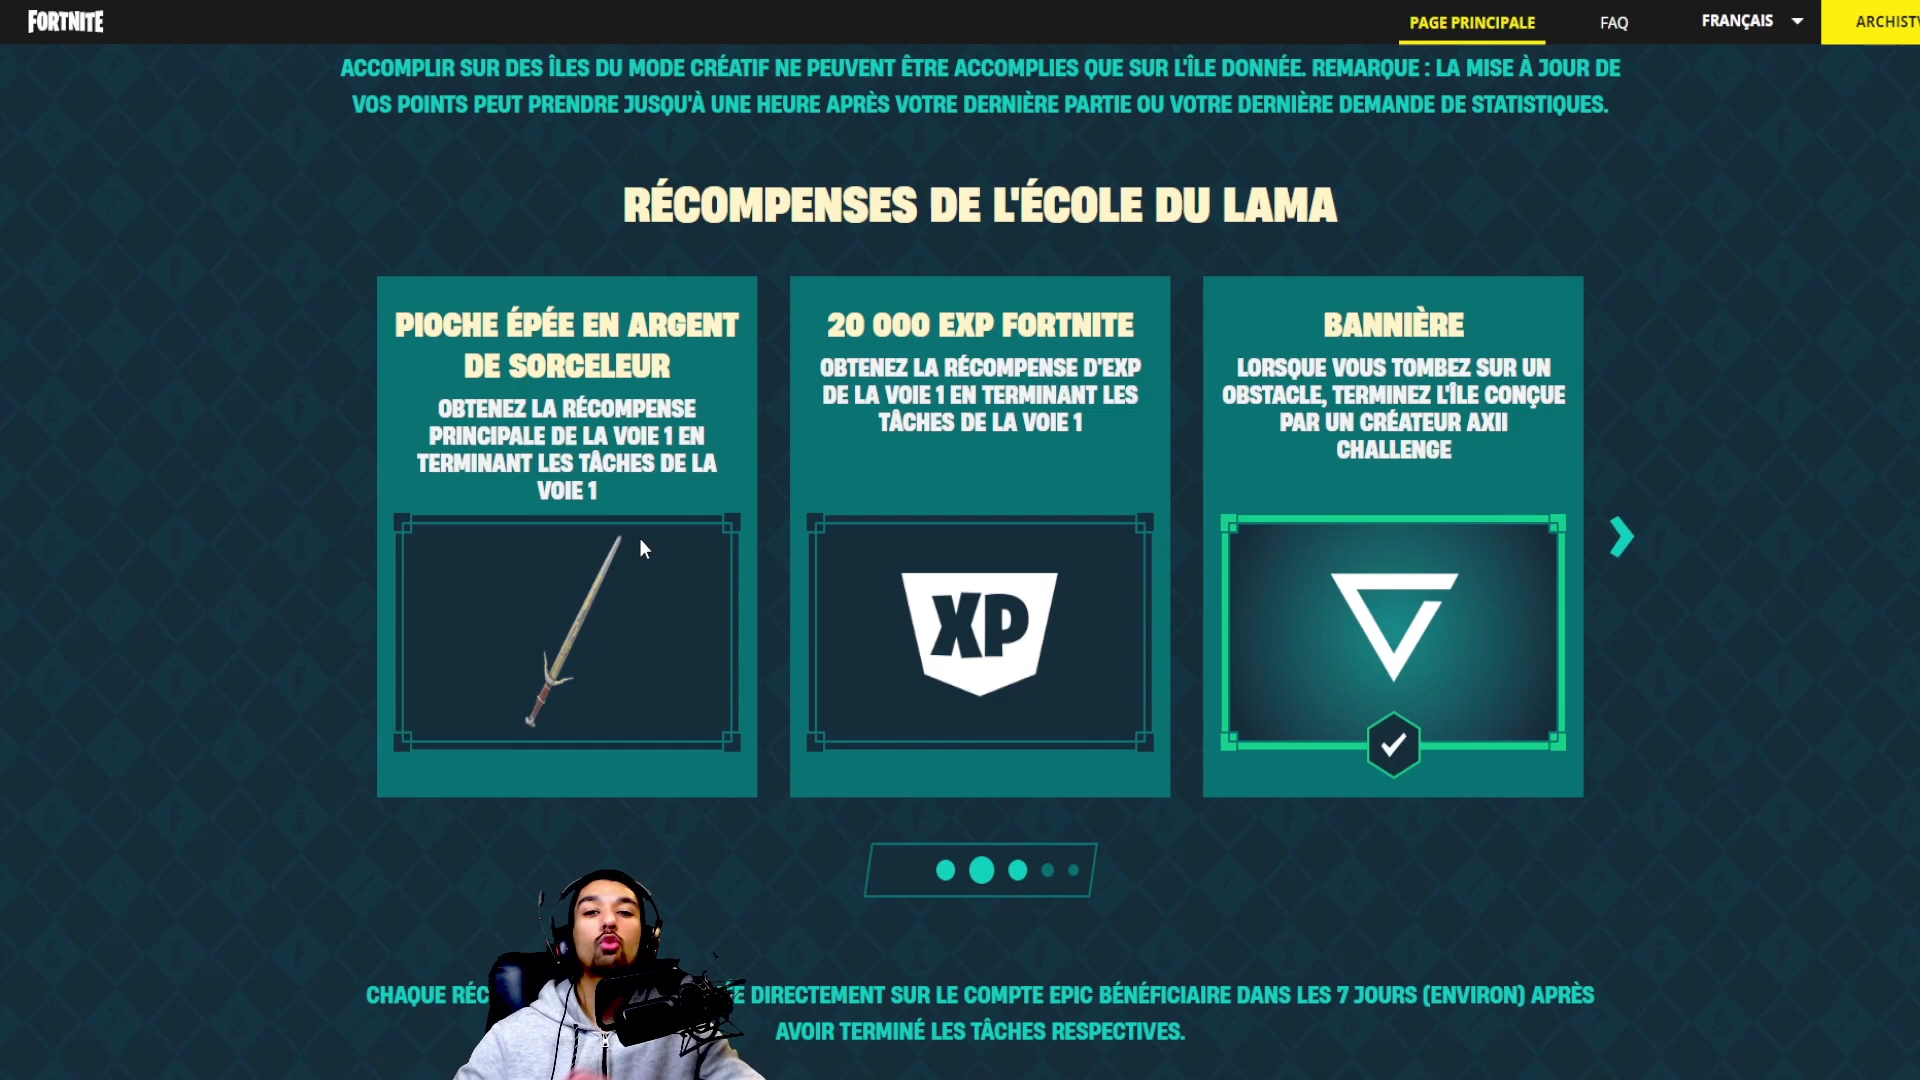 FORTNITE
PAGE PRINCIPALE
FAQ
FRANÇAIS
ACCOMPLIR SUR DES ÎLES DU MODE CRÉATIF NE PEUVENT ÊTRE ACCOMPLIES QUE SUR L'ÎLE DONNÉE. REMARQUE : LA MISE À JOUR DE
VOS POINTS PEUT PRENDRE JUSQU'À UNE HEURE APRÈS VOTRE DERNIÈRE PARTIE OU VOTRE DERNIÈRE DEMANDE DE STATISTIQUES.
RÉCOMPENSES DE L'ÉCOLE DU LAMA
PIOCHE ÉPÉE EN ARGENT
DE SORCELEUR
OBTENEZ LA RÉCOMPENSE
PRINCIPALE DE LA VOIE 1 EN
TERMINANT LES TÂCHES DE LA
VOIE 1
20 000 EXP FORTNITE
OBTENEZ LA RÉCOMPENSE D'EXP
DE LA VOIE 1 EN TERMINANT LES
TÂCHES DE LA VOIE 1
XP
BANNIÈRE
LORSQUE VOUS TOMBEZ SUR UN
OBSTACLE, TERMINEZ L'ÎLE CONÇUE
PAR UN CRÉATEUR AXII
CHALLENGE
CHAQUE DIRECTEMENT SUR LE COMPTE EPIC BÉNÉFICIAIRE DANS LES 7 JOURS (ENVIRON) APRÈS
AVOIR TERMINÉ LES TÂCHES RESPECTIVES.